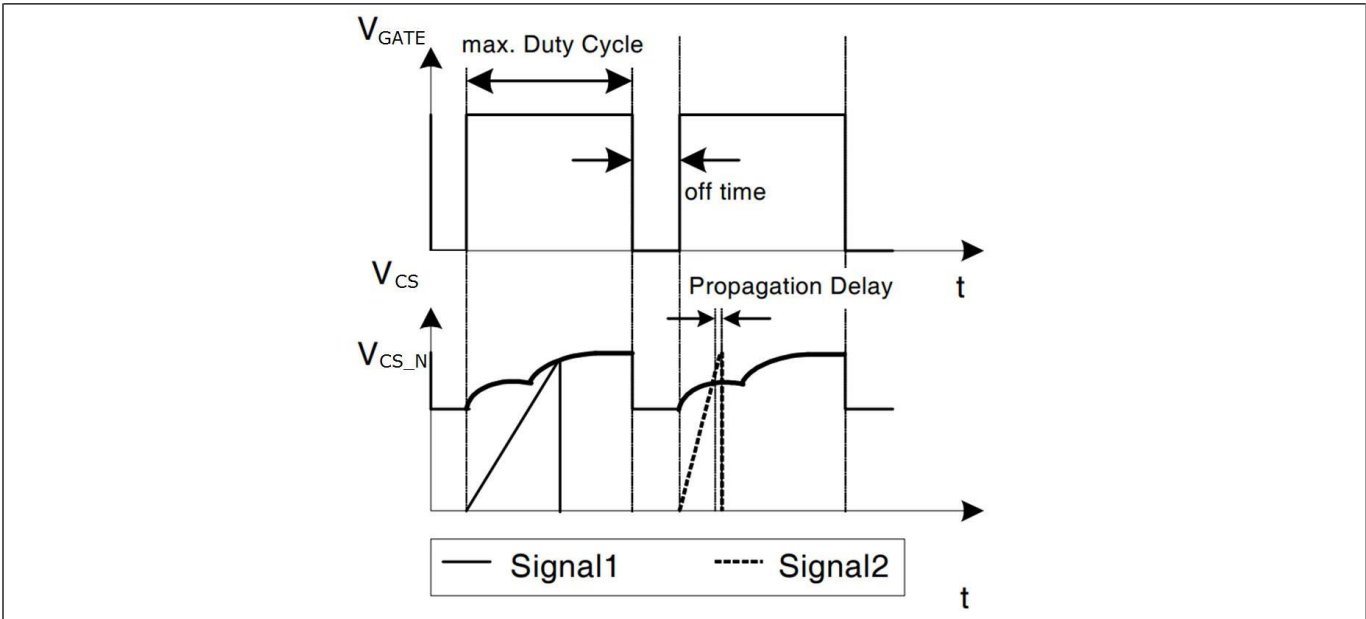 VGATE
max. Duty Cycle
off time
VCS
Propagation Delay
t
VCS_N
Signal1
Signal2
t